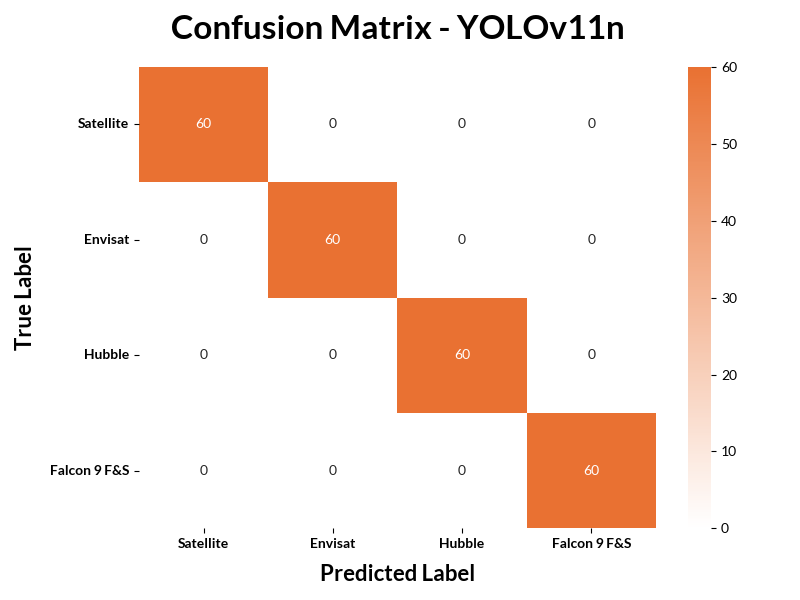 Confusion Matrix - YOLOv11n
60
Satellite
60 0 0 0
50
Envisat
0 60 0 0
40
30
Hubble
0 0 60 0
20
10
Falcon 9 F&S
0 0 0 60
0
Satellite Envisat Hubble Falcon 9 F&S
Predicted Label
True Label